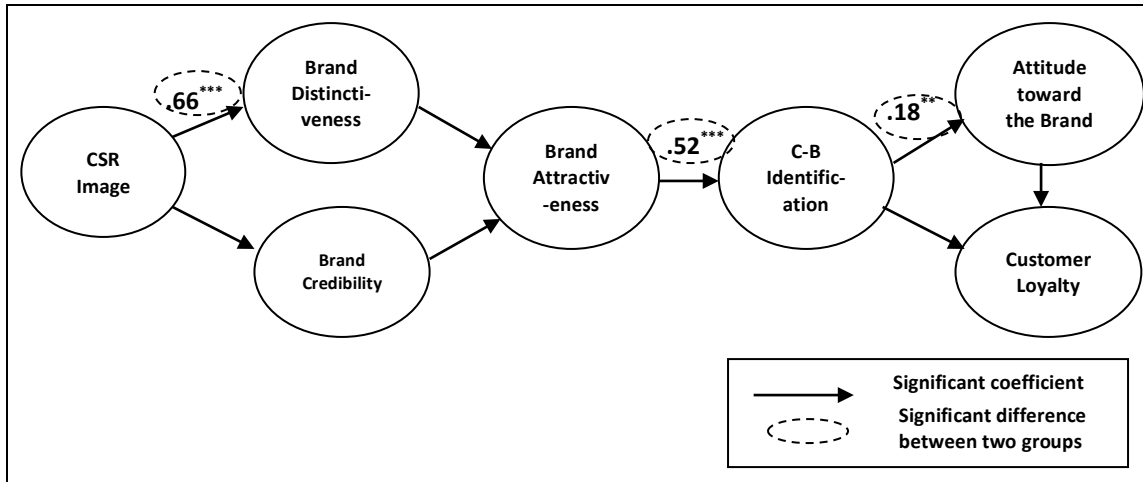 CSR
Image
.66***
Brand
Distincti-
veness
Brand
Credibility
Brand
Attractiv
-eness
.52***
C-B
Identific-
ation
.18**
Attitude
toward
the Brand
Customer
Loyalty
Significant coefficient
Significant difference
between two groups